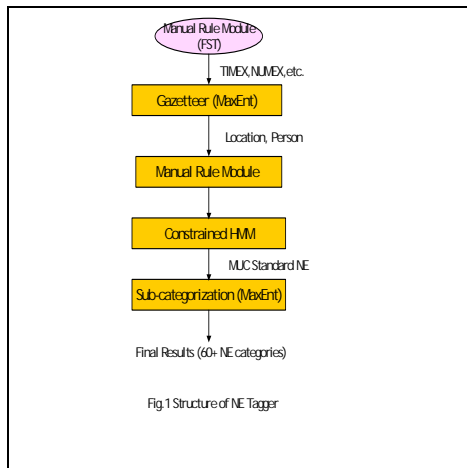 Manual Rule Module
(FST)
TIMEX, NUMEX, etc.
Gazetteer (MaxEnt)
Location, Person
Manual Rule Module
Constrained HMM
MUC Standard NE
Sub-categorization (MaxEnt)
Final Results (60+ NE categories)
Fig.1 Structure of NE Tagger